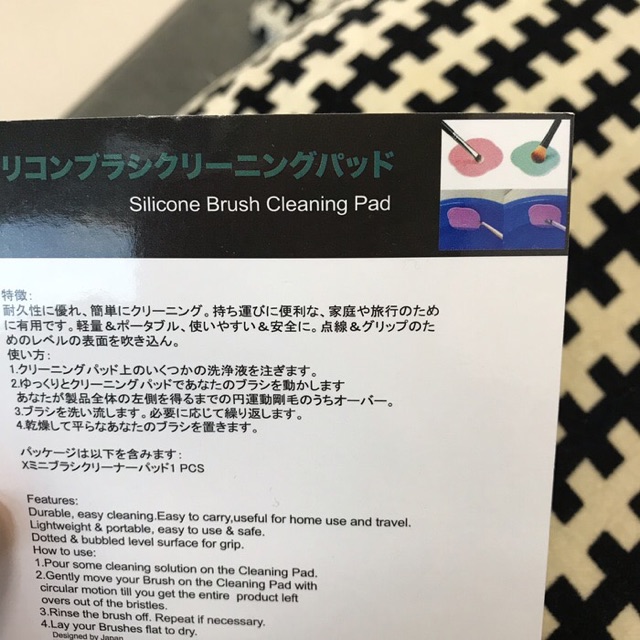 リコンブラシクリーニングパッド
Silicone Brush Cleaning Pad
特徴:
耐久性に優れ、簡単にクリーニング。持ち運びに便利な、家庭や旅行のため
に有用です。軽量&ポータブル、使いやすい&安全に。点線&グリップのた
めのレベルの表面を吹き込ん。
使い方:
1.クリーニングパッド上のいくつかの洗浄液を注ぎます。
2.ゆっくりとクリーニングパッドであなたのブラシを動かします
あなたが製品全体の左側を得るまでの円運動剛毛のうちオーバー。
3.ブラシを洗い流します。必要に応じて繰り返します。
4.乾燥して平らなあなたのブラシを置きます。
パッケージは以下を含みます:
Xミニブラシクリーナーパッド1 PCS
Features:
Durable, easy cleaning.Easy to carry,useful for home use and travel.
Lightweight & portable, easy to use & safe.
Dotted & bubbled level surface for grip.
How to use:
1.Pour some cleaning solution on the Cleaning Pad.
2.Gently move your Brush on the Cleaning Pad with
circular motion till you get the entire product left
overs out of the bristles.
3.Rinse the brush off. Repeat if necessary.
4.Lay your Brushes flat to dry.
Designed by Japan